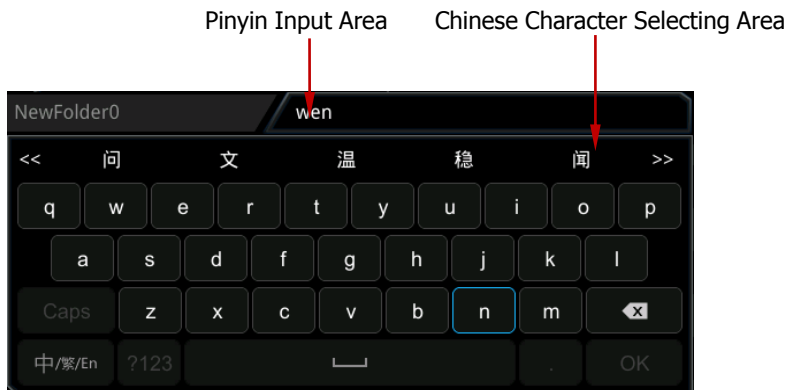 Pinyin Input Area Chinese Character Selecting Area
NewFolder0 wen
<< 问 文 温 稳 闻 >>
q w e r t y u i o p
a s d f g h j k l
Caps z x c v b n m x
中/繁/En ?123 . OK